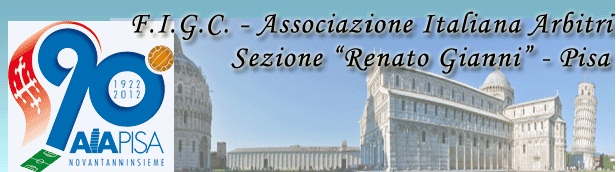 F.I.G.C. - Associazione Italiana Arbitri
Sezione “Renato Gianni” - Pisa
90
1922
2012
AIAPISA
NOVANTANNINSIEME